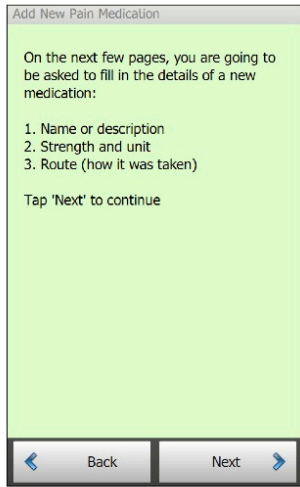 Add New Pain Medication
On the next few pages, you are going to
be asked to fill in the details of a new
medication:
1. Name or description
2. Strength and unit
3. Route (how it was taken)
Tap 'Next' to continue
Back
Next